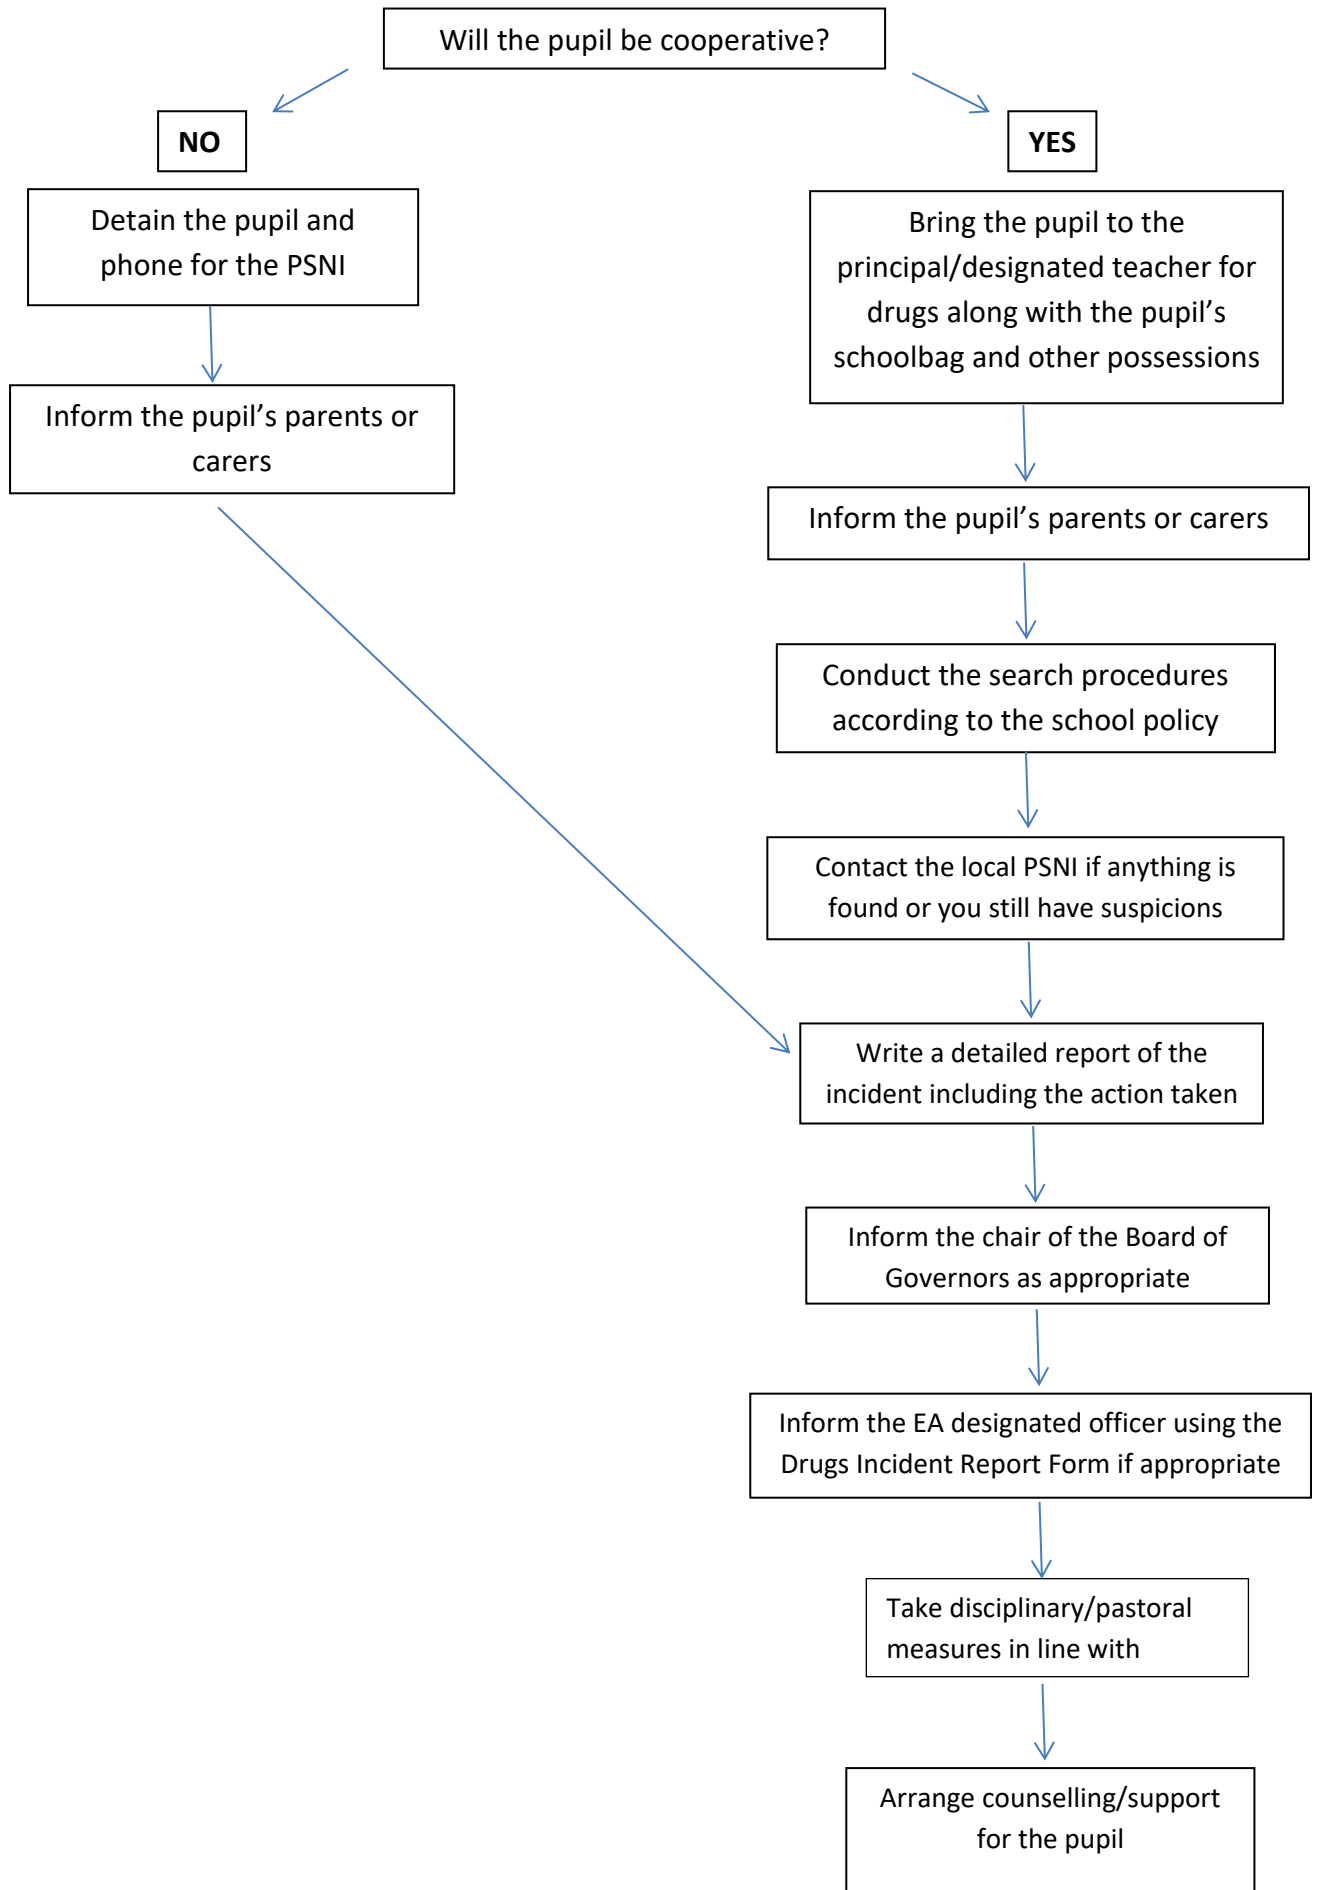 Will the pupil be cooperative?
NO
YES
Detain the pupil and
phone for the PSNI
Inform the pupil’s parents or
carers
Bring the pupil to the
principal/designated teacher for
drugs along with the pupil’s
schoolbag and other possessions
Inform the pupil’s parents or carers
Conduct the search procedures
according to the school policy
Contact the local PSNI if anything is
found or you still have suspicions
Write a detailed report of the
incident including the action taken
Inform the chair of the Board of
Governors as appropriate
Inform the EA designated officer using the
Drugs Incident Report Form if appropriate
Take disciplinary/pastoral
measures in line with
Arrange counselling/support
for the pupil